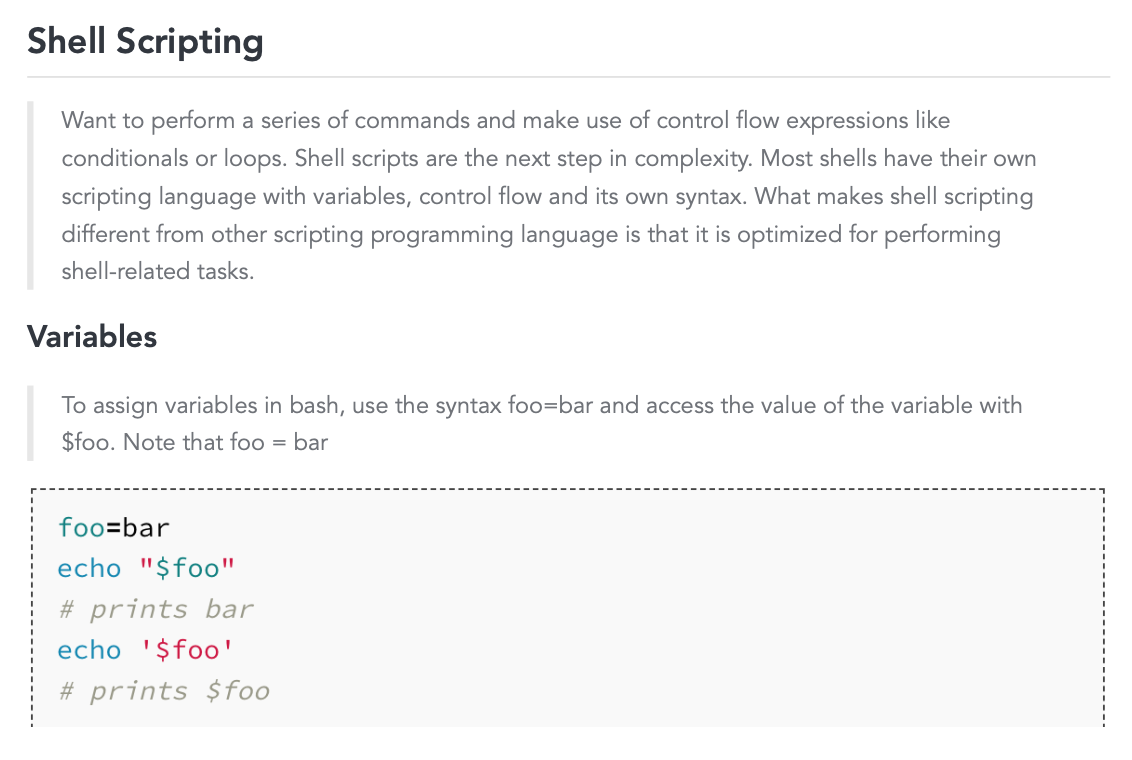 Shell Scripting
Want to perform a series of commands and make use of control flow expressions like
conditionals or loops. Shell scripts are the next step in complexity. Most shells have their own
scripting language with variables, control flow and its own syntax. What makes shell scripting
different from other scripting programming language is that it is optimized for performing
shell-related tasks.
Variables
To assign variables in bash, use the syntax foo=bar and access the value of the variable with
$foo. Note that foo = bar
foo=bar
echo "$foo"
# prints bar
echo '$foo'
# prints $foo